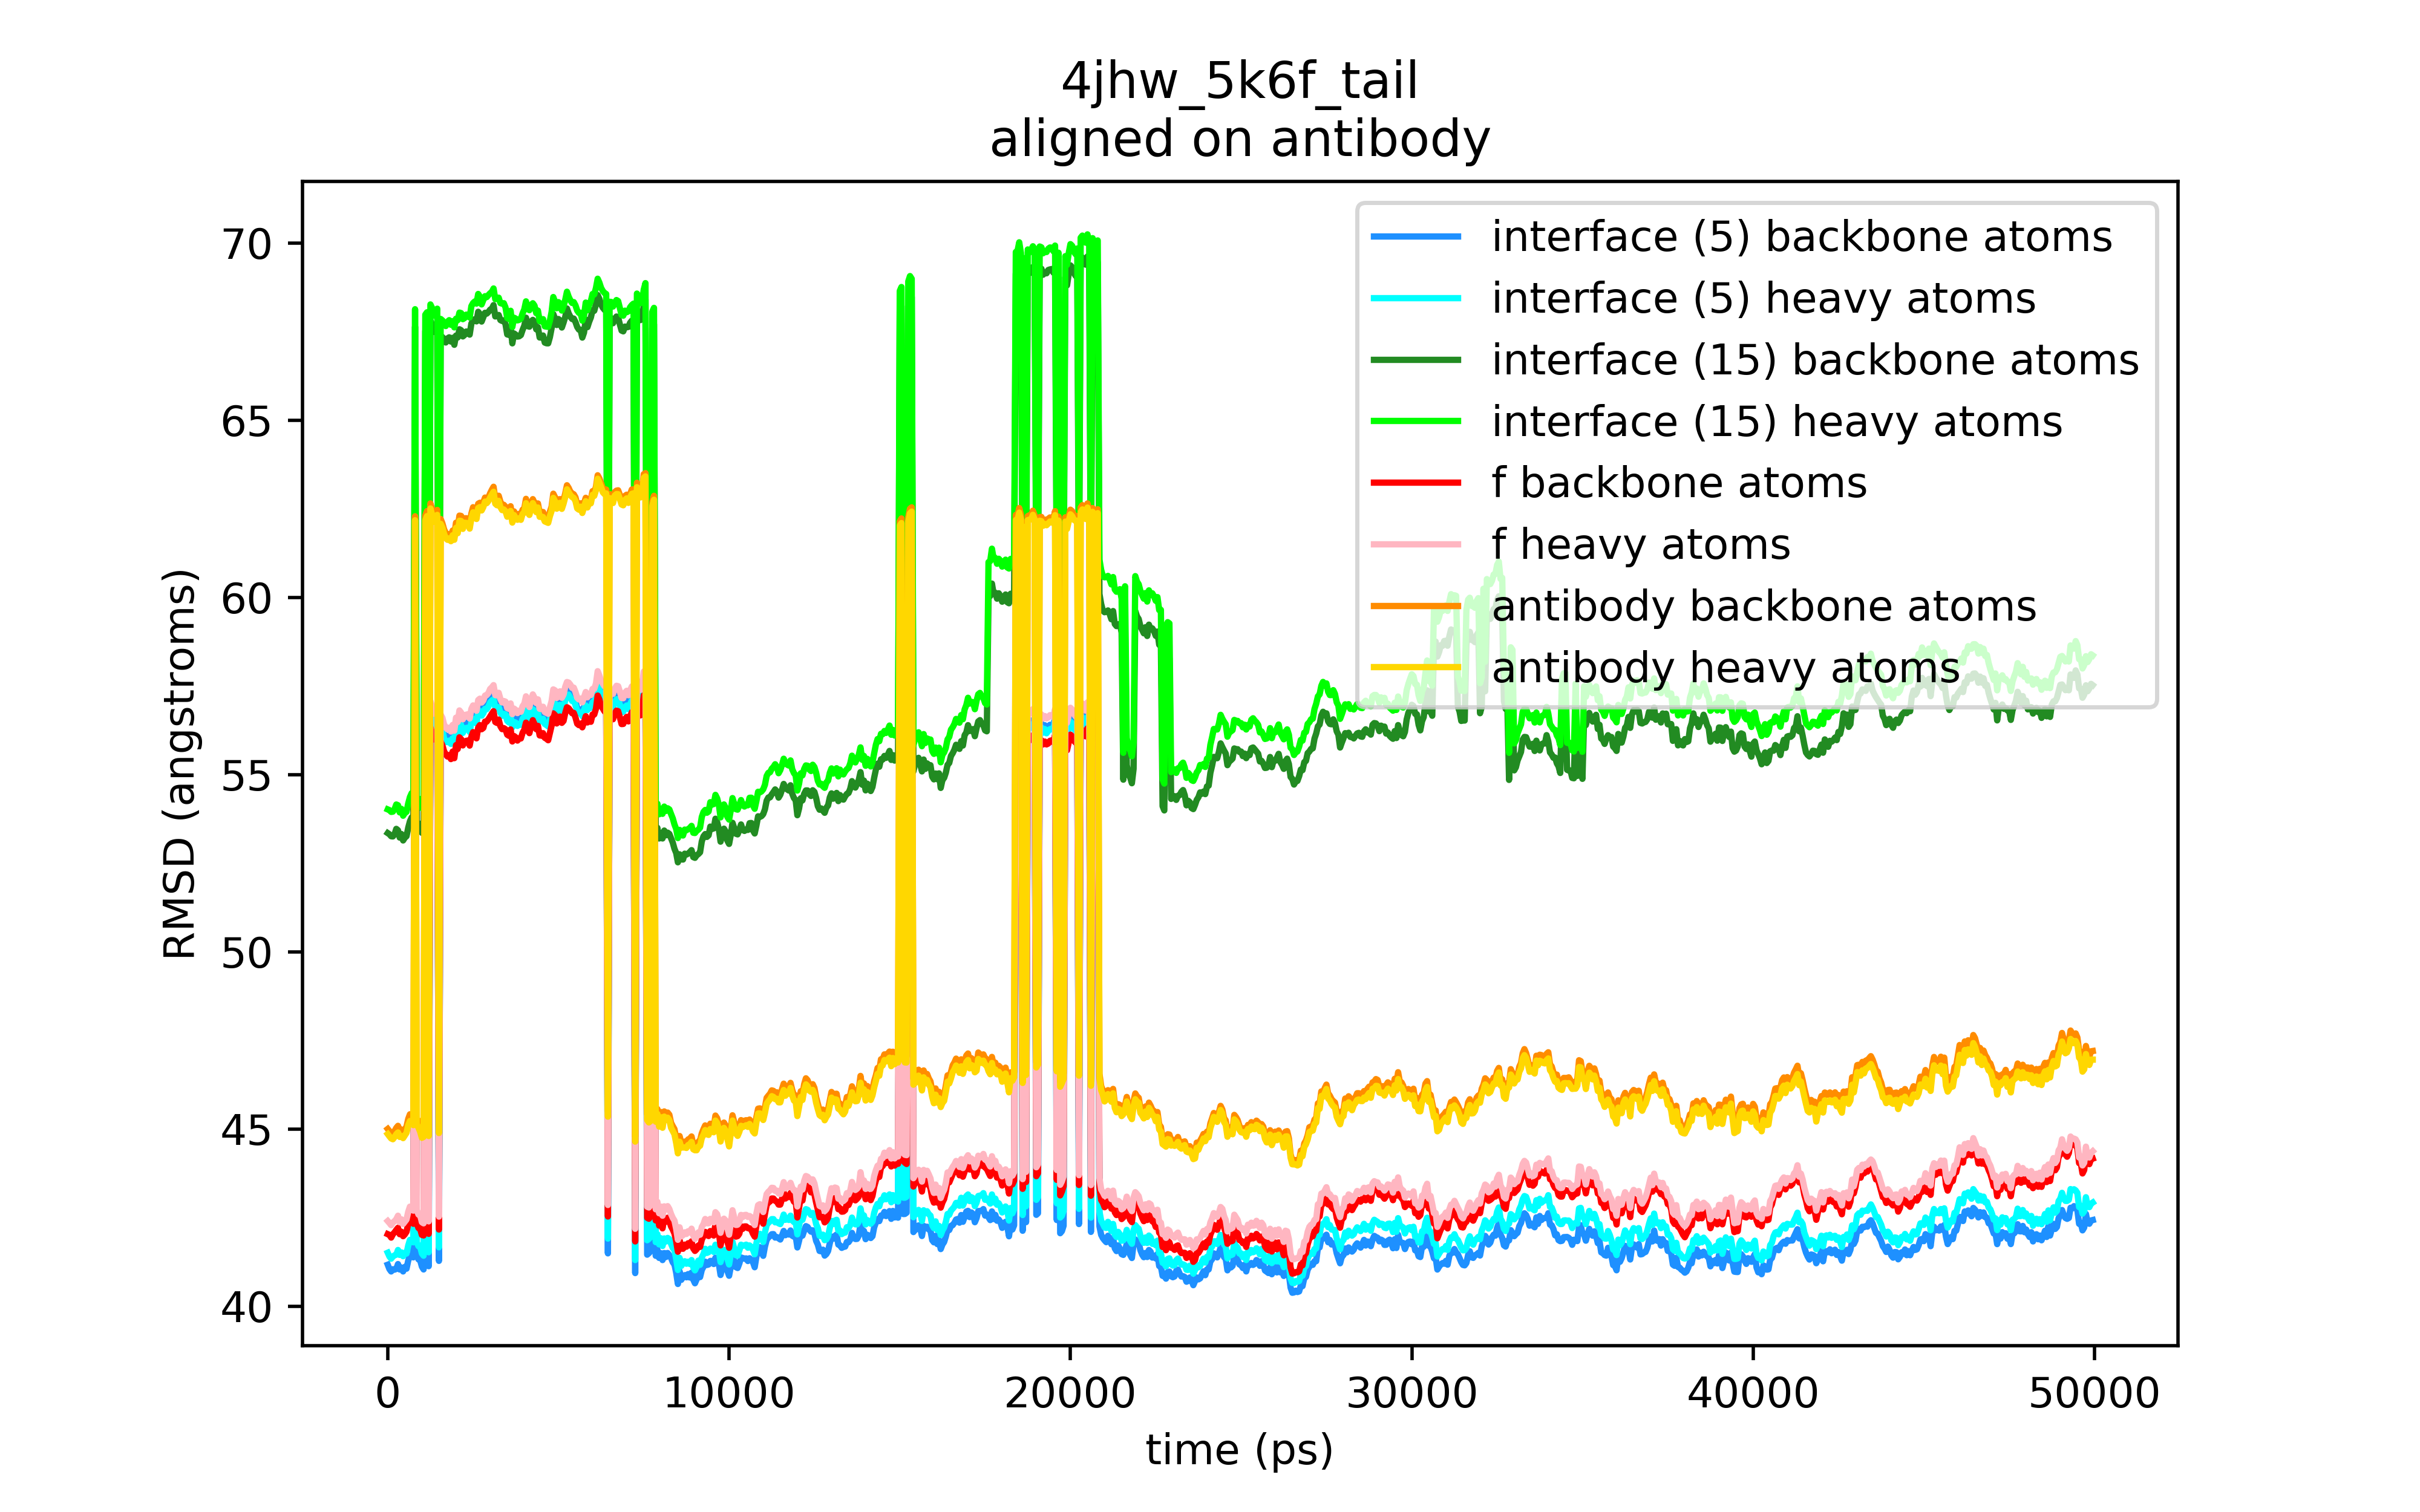 4jhw_5k6f_tail
aligned on antibody
RMSD (angstroms)
70
65
60
55
50
45
40
interface (5) backbone atoms
interface (5) heavy atoms
interface (15) backbone atoms
interface (15) heavy atoms
f backbone atoms
f heavy atoms
antibody backbone atoms
antibody heavy atoms
0 10000 20000 30000 40000 50000
time (ps)